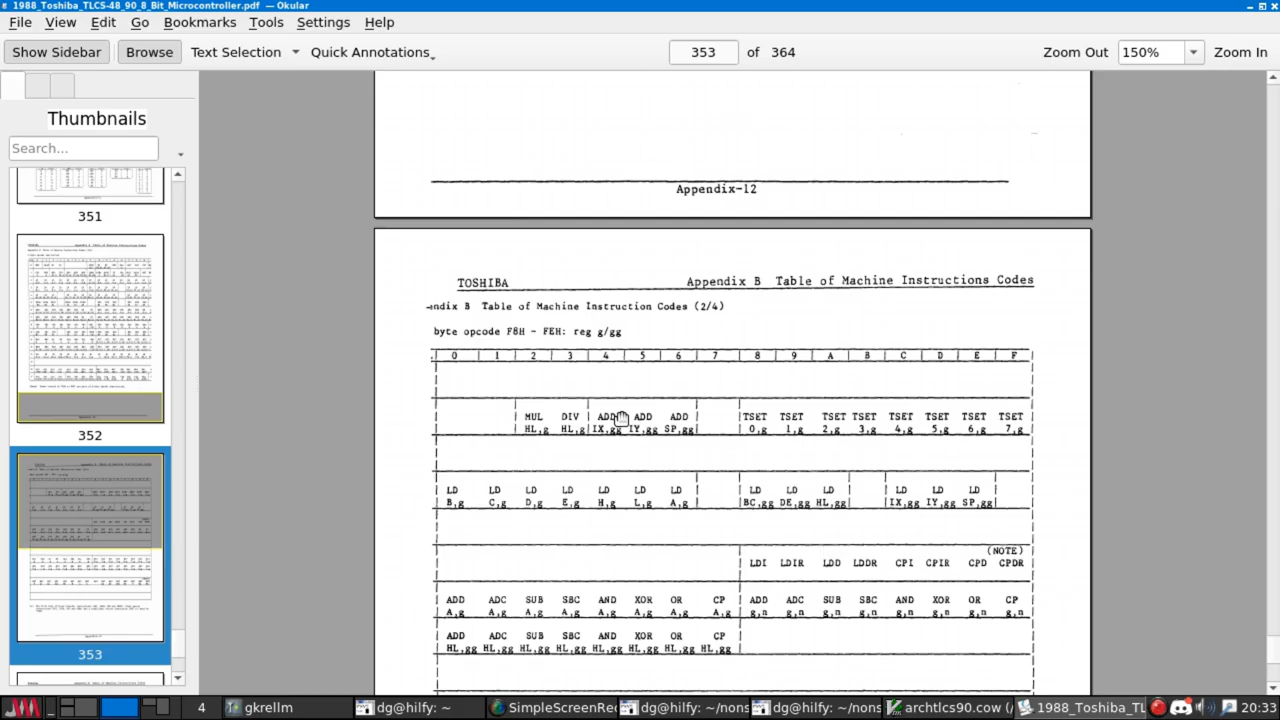 1988_Toshiba_TLCS-48_90_8_Bit_Microcontroller.pdf — Okular
File View Edit Go Bookmarks Tools Settings Help
Show Sidebar Browse Text Selection Quick Annotations 353 of 364 Zoom Out 150% Zoom In
Thumbnails
Search...
351
352
353
Appendix-12
TOSHIBA Appendix B Table of Machine Instructions Codes
endix B Table of Machine Instruction Codes (2/4)
byte opcode F8H - FEH: reg g/gg
0 1 2 3 4 5 6 7 8 9 A B C D E F
MUL DIV ADD ADD ADD TSET TSET TSET TSET TSET TSET TSET TSET
HL,g HL,g IX,gg IY,gg SP,gg 0,g 1,g 2,g 3,g 4,g 5,g 6,g 7,g
LD LD LD LD LD LD LD LD LD LD LD LD LD
B,g C,g D,g E,g H,g L,g A,g BC,gg DE,gg HL,gg IX,gg IY,gg SP,gg
(NOTE)
LDI LDIR LDD LDDR CPI CPIR CPD CPDR
ADD ADC SUB SBC AND XOR OR CP ADD ADC SUB SBC AND XOR OR CP
A,g A,g A,g A,g A,g A,g A,g A,g g,n g,n g,n g,n g,n g,n g,n g,n
ADD ADC SUB SBC AND XOR OR CP
HL,gg HL,gg HL,gg HL,gg HL,gg HL,gg HL,gg HL,gg
4 gkrellm dg@hilfy: ~ SimpleScreenRec dg@hilfy: ~/nons dg@hilfy: ~/nons archtlcs90.cow (/ 1988_Toshiba_TL 20:33